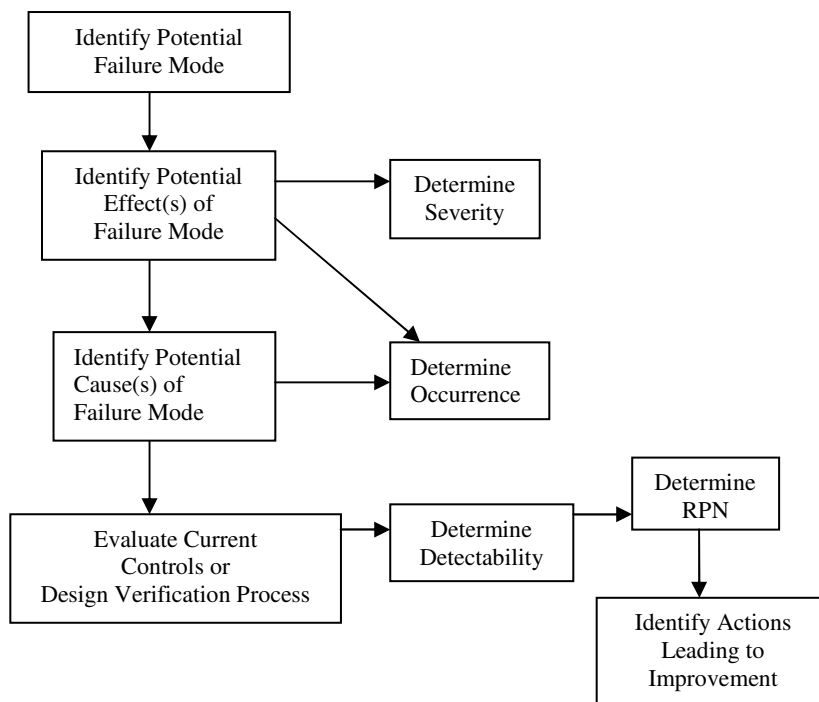 Identify Potential
Failure Mode
Identify Potential
Effect(s) of
Failure Mode
Determine
Severity
Identify Potential
Cause(s) of
Failure Mode
Determine
Occurrence
Evaluate Current
Controls or
Design Verification Process
Determine
Detectability
Determine
RPN
Identify Actions
Leading to
Improvement